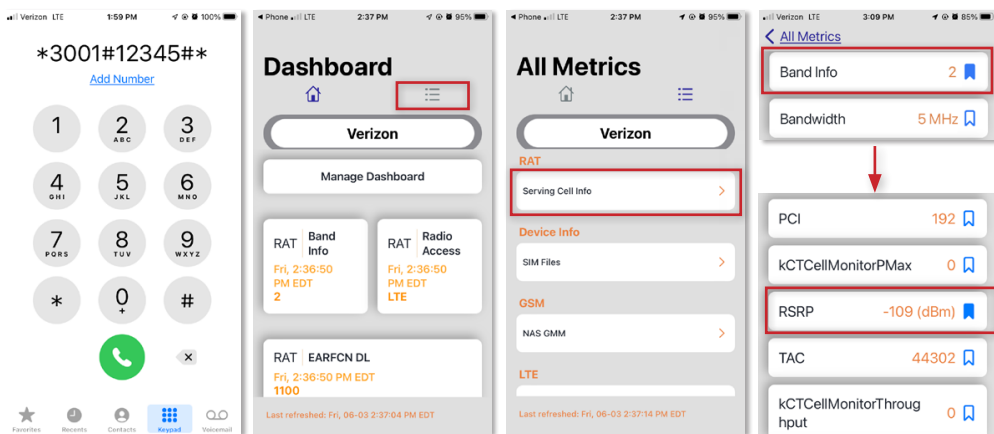 Verizon LTE
1:59 PM
100%
*3001#12345#*
Add Number
1
2
ABC
3
DEF
4
GHI
5
JKL
6
MNO
7
PQRS
8
TUV
9
WXYZ
*
0
+
#
Favorites
Recents
Contacts
Keypad
Voicemail
Phone
LTE
2:37 PM
95%
Dashboard
Verizon
Manage Dashboard
RAT
Band
Info
Fri, 2:36:50
PM EDT
2
RAT
Radio
Access
Fri, 2:36:50
PM EDT
LTE
RAT
EARFCN DL
Fri, 2:36:50 PM EDT
1100
Last refreshed: Fri, 06-03 2:37:04 PM EDT
Phone
LTE
2:37 PM
95%
All Metrics
Verizon
RAT
Serving Cell Info
Device Info
SIM Files
GSM
NAS GMM
LTE
Last refreshed: Fri, 06-03 2:37:14 PM EDT
Verizon LTE
3:09 PM
85%
All Metrics
Band Info 2
Bandwidth 5 MHz
PCI 192
kCTCellMonitorPMax 0
RSRP -109 (dBm)
TAC 44302
kCTCellMonitorThroug
hput 0